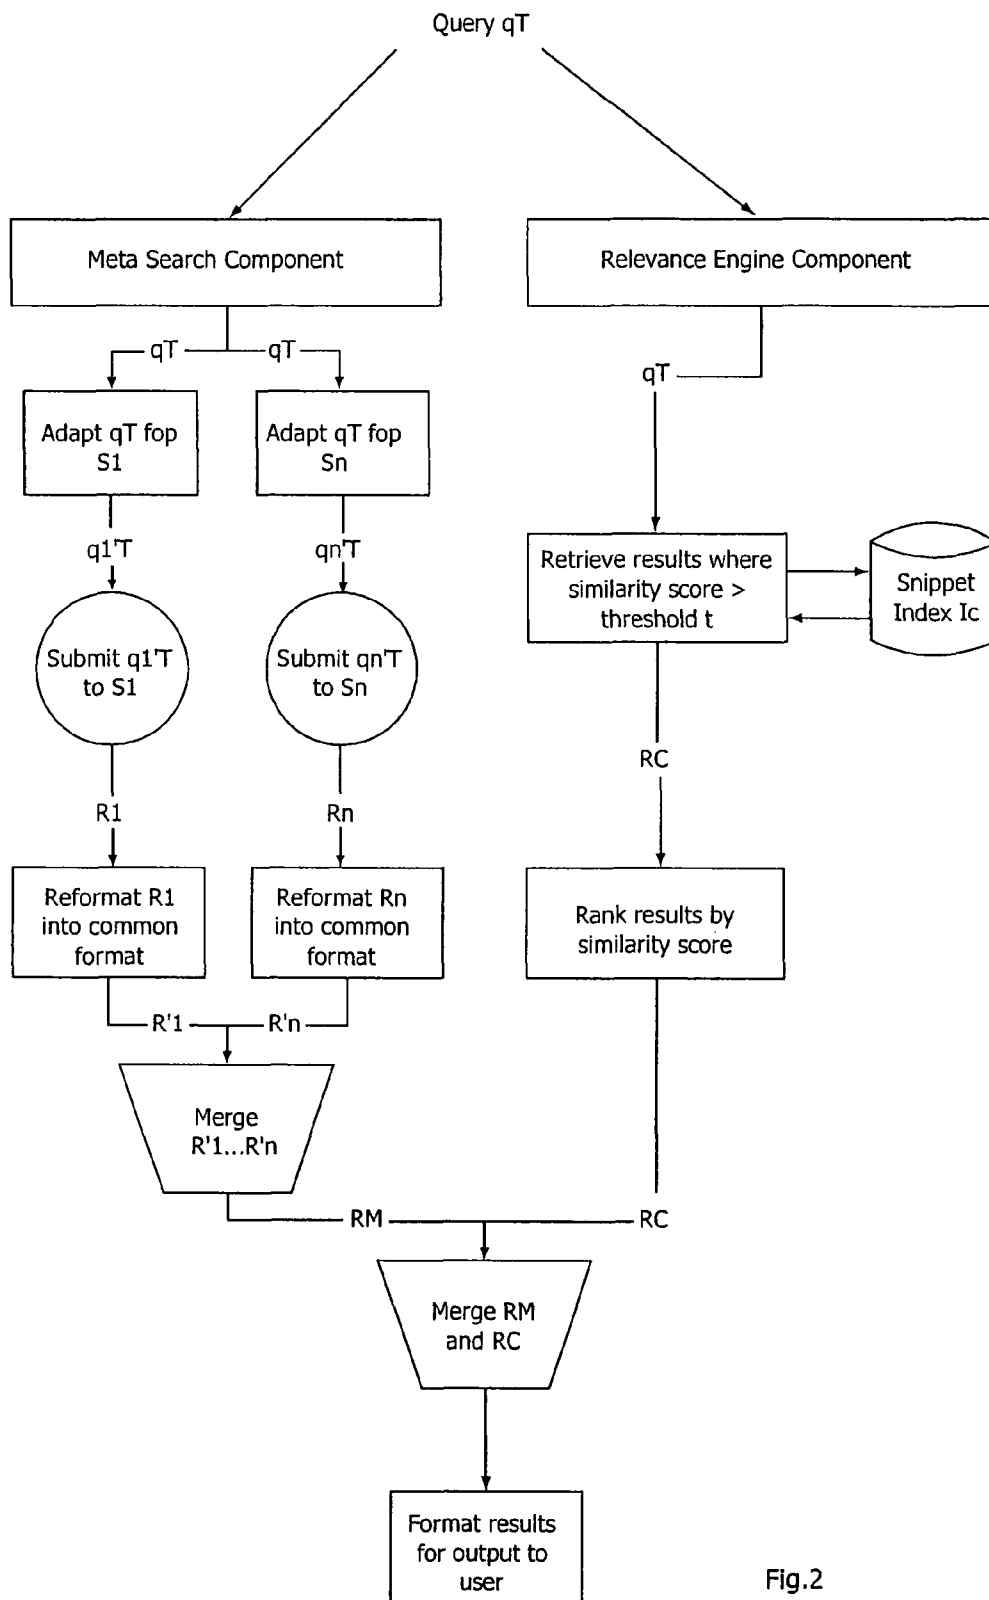 Query qT
Meta Search Component
Relevance Engine Component
qT
qT
qT
Adapt qT fop
S1
Adapt qT fop
Sn
q1'T
qn'T
Retrieve results where
similarity score >
threshold t
Snippet
Index Ic
Submit q1'T
to S1
Submit qn'T
to Sn
RC
R1
Rn
Reformat R1
into common
format
Reformat Rn
into common
format
Rank results by
similarity score
R'1
R'n
Merge
R'1...R'n
RM
RC
Merge RM
and RC
Format results
for output to
user
Fig.2